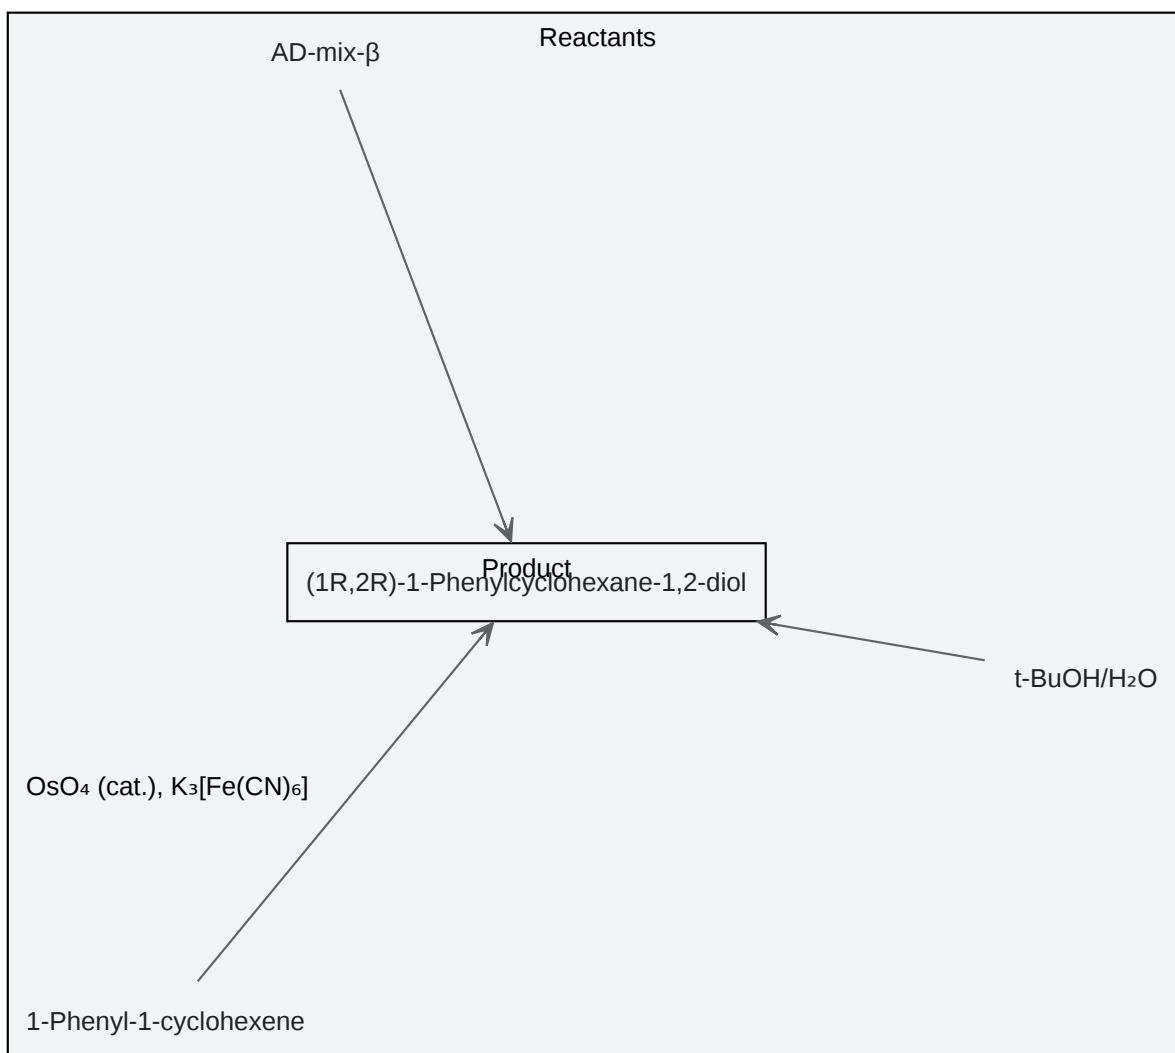 Reactants
AD-mix-β
Product
(1R,2R)-1-Phenylcyclohexane-1,2-diol
t-BuOH/H₂O
OsO₄ (cat.), K₃[Fe(CN)₆]
1-Phenyl-1-cyclohexene